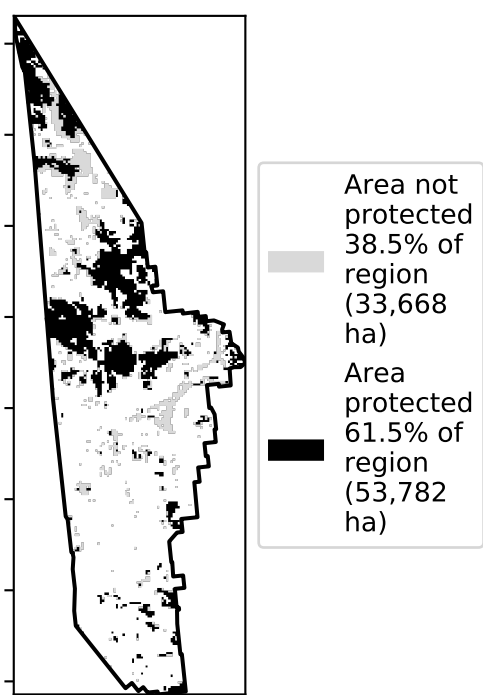 Area not
protected
38.5% of
region
(33,668
ha)
Area
protected
61.5% of
region
(53,782
ha)